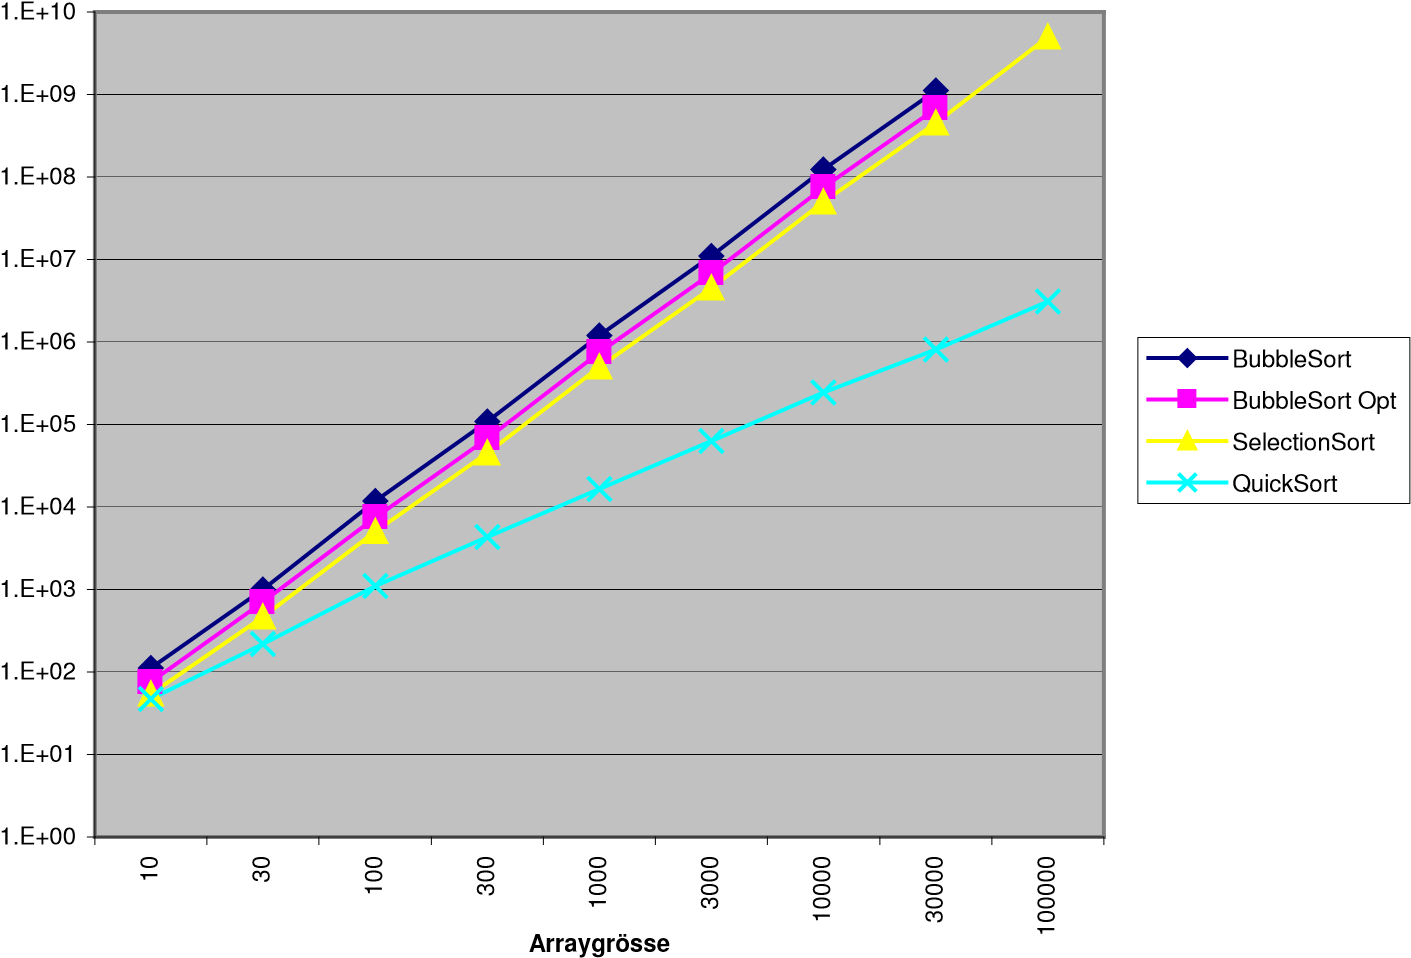 1.E+10
1.E+09
1.E+08
1.E+07
1.E+06
1.E+05
1.E+04
1.E+03
1.E+02
1.E+01
1.E+00
10
30
100
300
1000
3000
10000
30000
100000
Arraygrösse
BubbleSort
BubbleSort Opt
SelectionSort
QuickSort